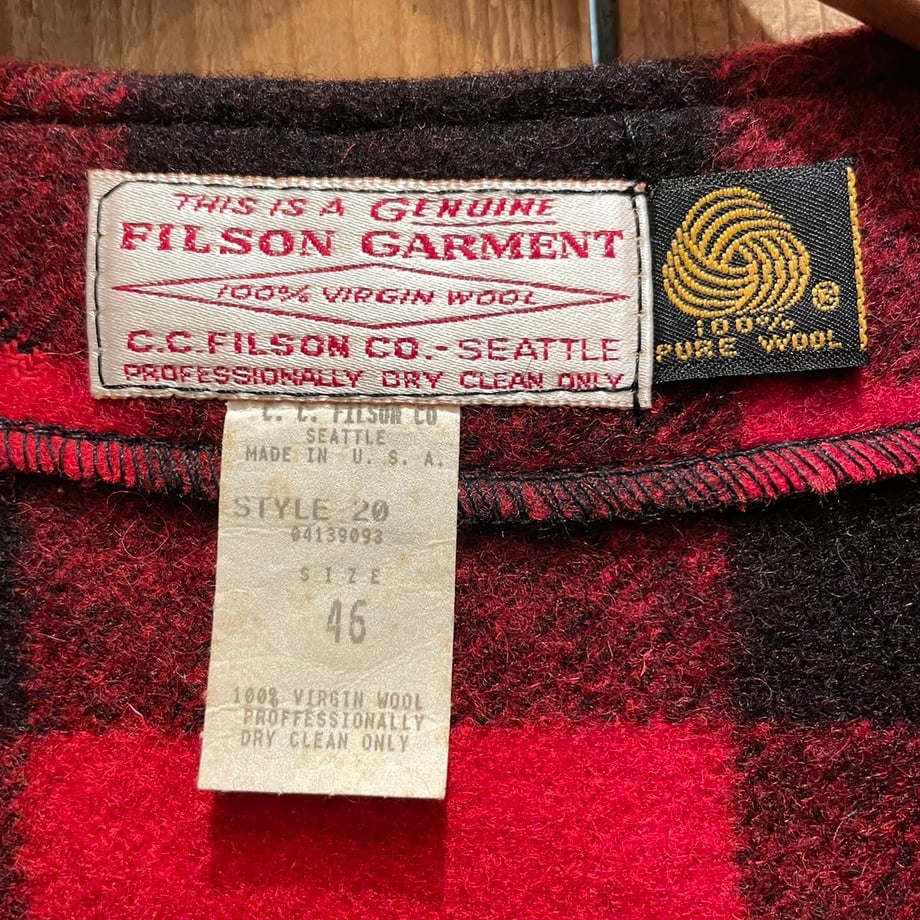 THIS IS A GENUINE
FILSON GARMENT
100% VIRGIN WOOL
C.C.FILSON CO.-SEATTLE
PROFESSIONALLY DRY CLEAN ONLY
®
100%
PURE WOOL
C. C. FILSON CO
SEATTLE
MADE IN U. S. A.
STYLE 20
04139093
SIZE
46
100% VIRGIN WOOL
PROFFESSIONALLY
DRY CLEAN ONLY